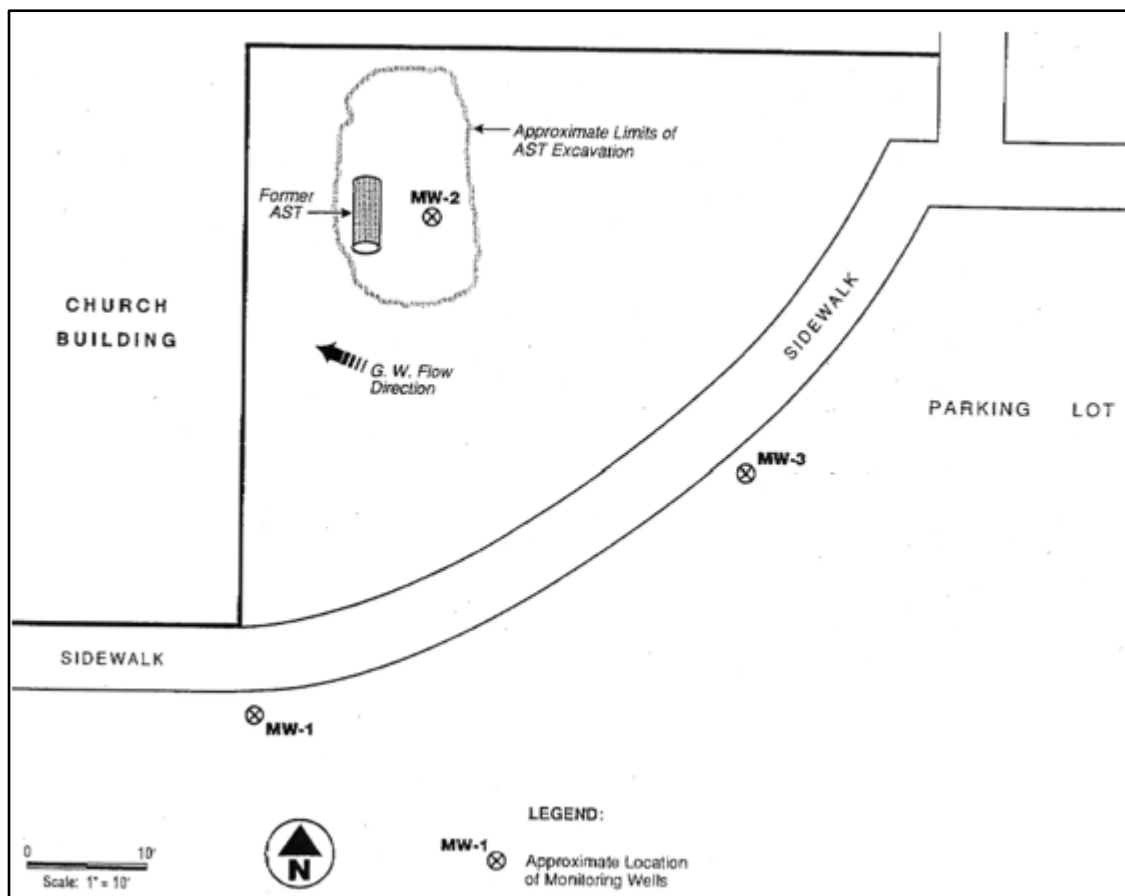 Approximate Limits of
AST Excavation
Former
AST
MW-2
CHURCH
BUILDING
G. W. Flow
Direction
SIDEWALK
PARKING LOT
MW-3
SIDEWALK
MW-1
LEGEND:
0 10'
Scale: 1" = 10'
N
MW-1
Approximate Location
of Monitoring Wells